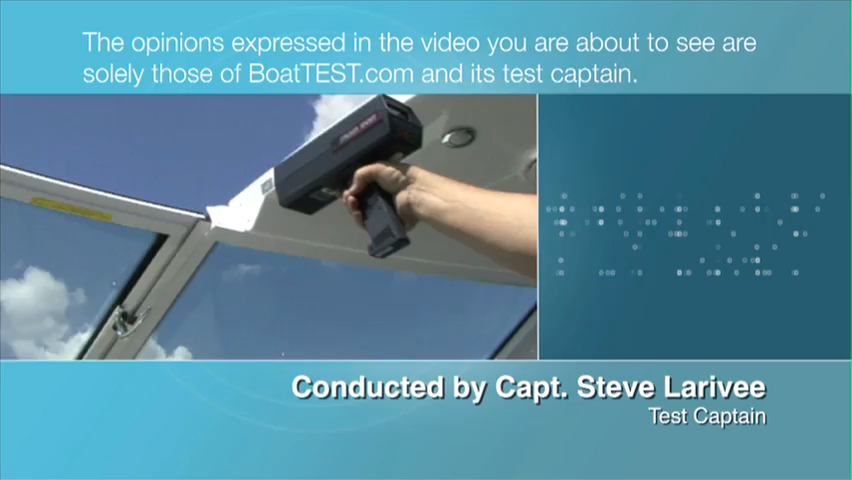 The opinions expressed in the video you are about to see are
solely those of BoatTEST.com and its test captain.
Conducted by Capt. Steve Larivee
Test Captain